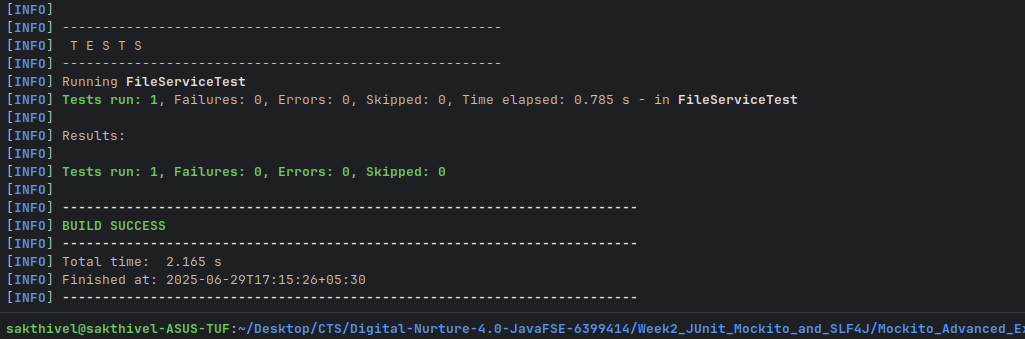 [INFO]
[INFO] -------------------------------------------------------
[INFO]  T E S T S
[INFO] -------------------------------------------------------
[INFO] Running FileServiceTest
[INFO] Tests run: 1, Failures: 0, Errors: 0, Skipped: 0, Time elapsed: 0.785 s - in FileServiceTest
[INFO]
[INFO] Results:
[INFO]
[INFO] Tests run: 1, Failures: 0, Errors: 0, Skipped: 0
[INFO]
[INFO] ------------------------------------------------------------------------
[INFO] BUILD SUCCESS
[INFO] ------------------------------------------------------------------------
[INFO] Total time:  2.165 s
[INFO] Finished at: 2025-06-29T17:15:26+05:30
[INFO] ------------------------------------------------------------------------
sakthivel@sakthivel-ASUS-TUF:~/Desktop/CTS/Digital-Nurture-4.0-JavaFSE-6399414/Week2_JUnit_Mockito_and_SLF4J/Mockito_Advanced_Ex